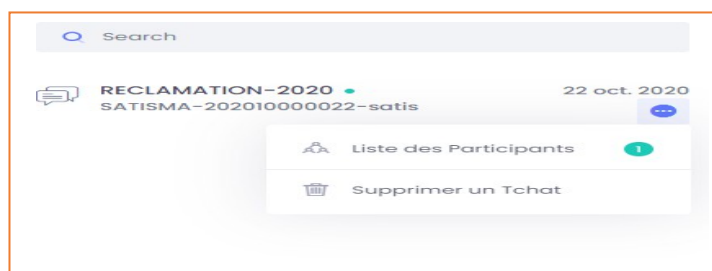 Search
RECLAMATION-2020 22 oct. 2020
SATISMA-202010000022-satis
Liste des Participants 1
Supprimer un Tchat